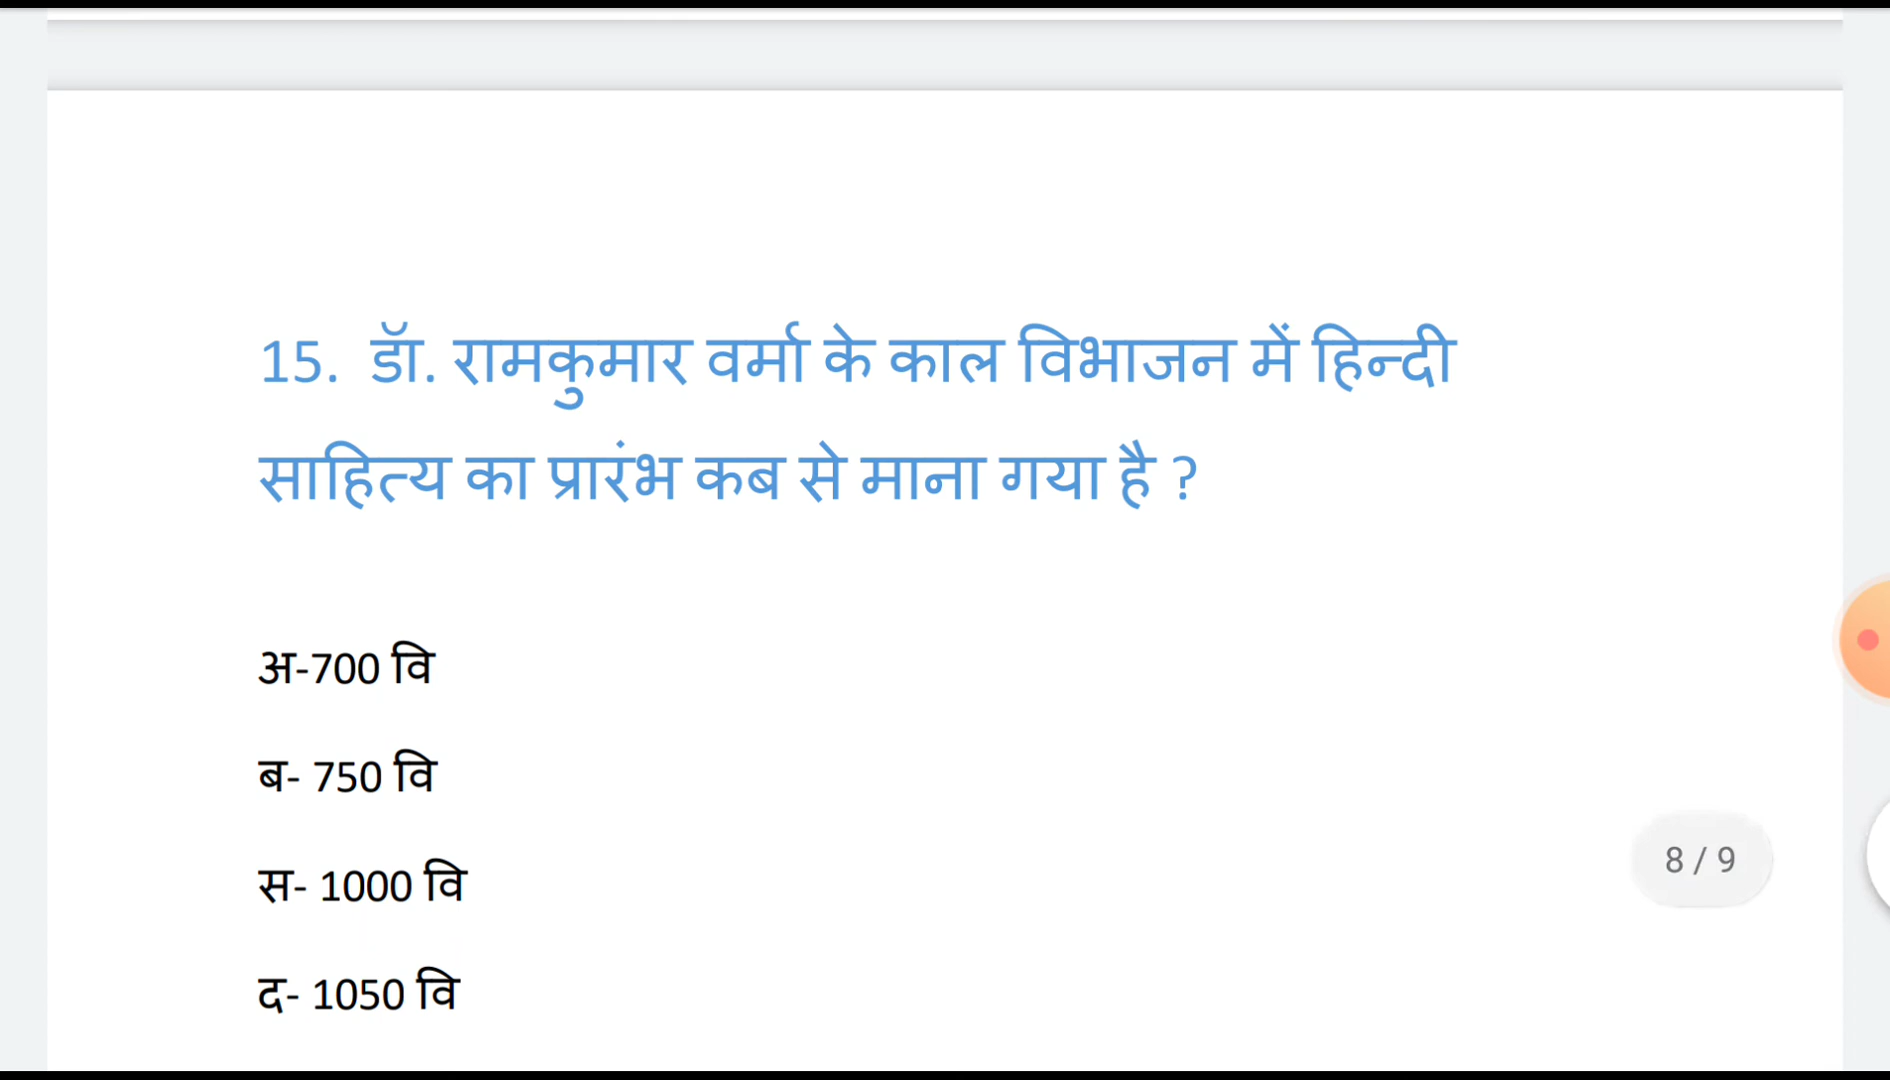 15. डॅा. रामकुमार वर्मा के काल विभाजन में हिन्दी
साहित्य का प्रारंभ कब से माना गया है ?
अ-700 वि
ब- 750 वि
स- 1000 वि
8 / 9
द- 1050 वि